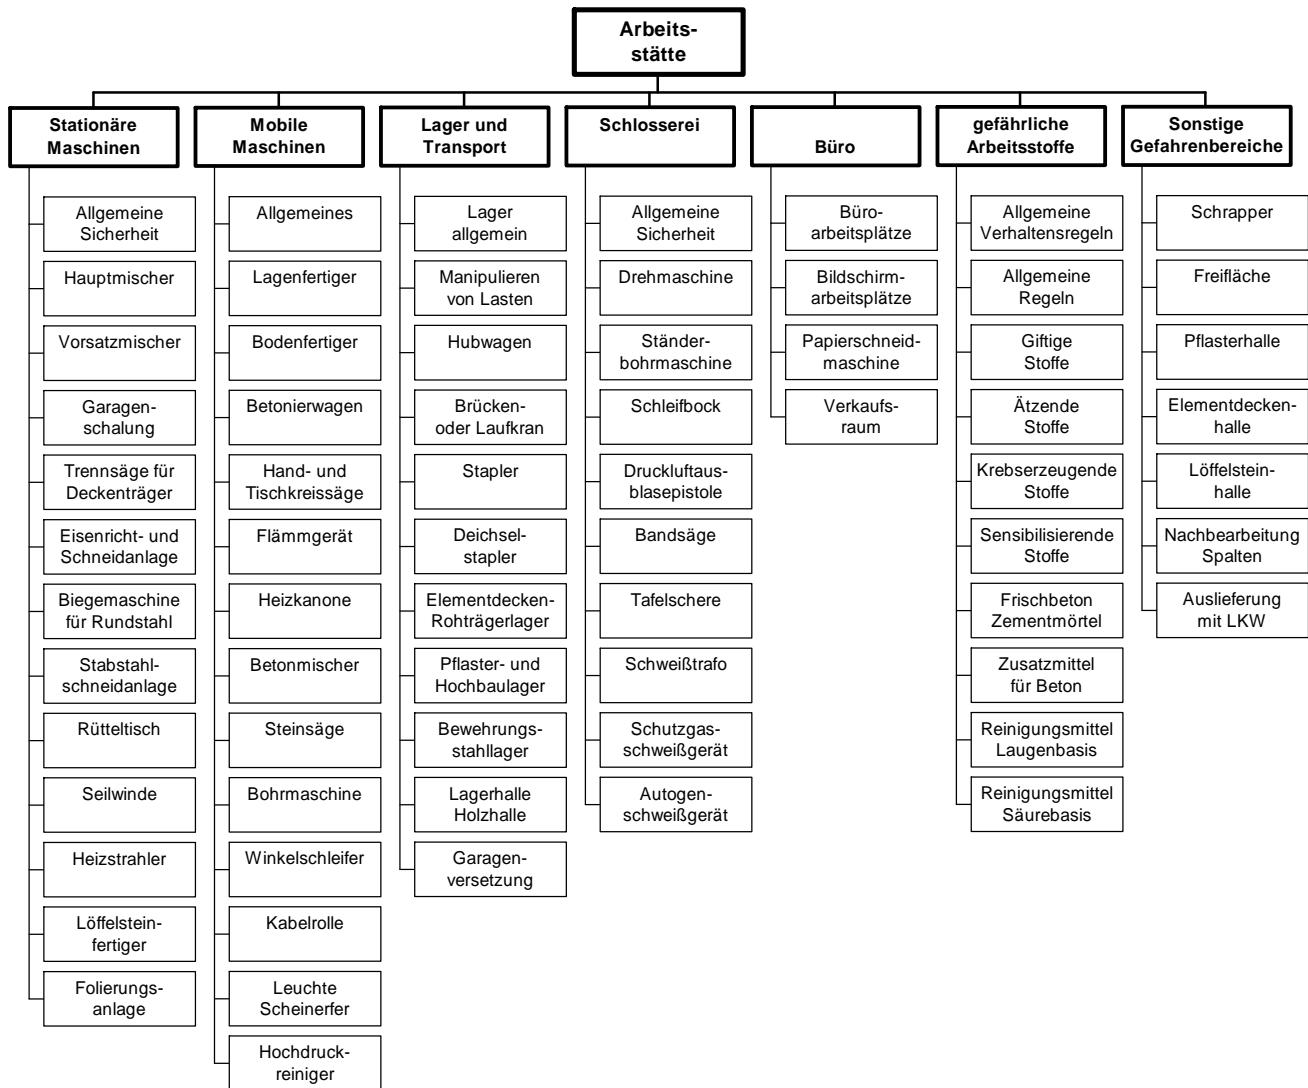 Arbeits-
stätte
Stationäre
Maschinen
Allgemeine
Sicherheit
Hauptmischer
Vorsatzmischer
Garagen-
schalung
Trennsäge für
Deckenträger
Eisenricht- und
Schneidanlage
Biegemaschine
für Rundstahl
Stabstahl-
schneidanlage
Rütteltisch
Seilwinde
Heizstrahler
Löffelstein-
fertiger
Folierungs-
anlage
Mobile
Maschinen
Allgemeines
Lagenfertiger
Bodenfertiger
Betonierwagen
Hand- und
Tischkreissäge
Flämmgerät
Heizkanone
Betonmischer
Steinsäge
Bohrmaschine
Winkelschleifer
Kabelrolle
Leuchte
Scheinerfer
Hochdruck-
reiniger
Lager und
Transport
Lager
allgemein
Manipulieren
von Lasten
Hubwagen
Brücken-
oder Laufkran
Stapler
Deichsel-
stapler
Elementdecken-
Rohträgerlager
Pflaster- und
Hochbaulager
Bewehrungs-
stahllager
Lagerhalle
Holzhalle
Garagen-
versetzung
Schlosserei
Allgemeine
Sicherheit
Drehmaschine
Ständer-
bohrmaschine
Schleifbock
Druckluftaus-
blasepistole
Bandsäge
Tafelschere
Schweißtrafo
Schutzgas-
schweißgerät
Autogen-
schweißgerät
Büro
Büro-
arbeitsplätze
Bildschirm-
arbeitsplätze
Papierschneid-
maschine
Verkaufs-
raum
gefährliche
Arbeitsstoffe
Allgemeine
Verhaltensregeln
Allgemeine
Regeln
Giftige
Stoffe
Ätzende
Stoffe
Krebserzeugende
Stoffe
Sensibilisierende
Stoffe
Frischbeton
Zementmörtel
Zusatzmittel
für Beton
Reinigungsmittel
Laugenbasis
Reinigungsmittel
Säurebasis
Sonstige
Gefahrenbereiche
Schrapper
Freifläche
Pflasterhalle
Elementdecken-
halle
Löffelstein-
halle
Nachbearbeitung
Spalten
Auslieferung
mit LKW